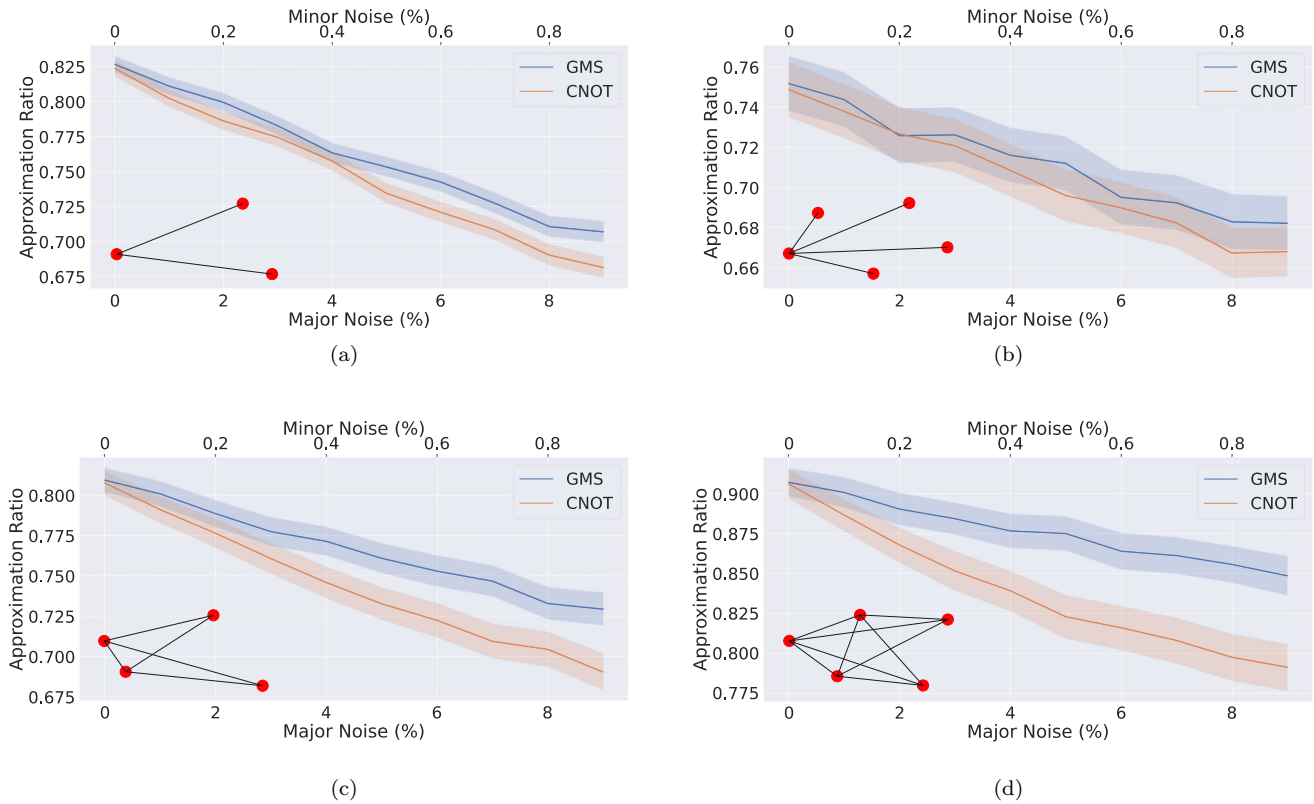 Minor Noise (%)
0 0.2 0.4 0.6 0.8
Approximation Ratio
0.825
0.800
0.775
0.750
0.725
0.700
0.675
GMS
CNOT
0 2 4 6 8
Major Noise (%)
(a)
Minor Noise (%)
0 0.2 0.4 0.6 0.8
Approximation Ratio
0.76
0.74
0.72
0.70
0.68
0.66
GMS
CNOT
0 2 4 6 8
Major Noise (%)
(b)
Minor Noise (%)
0 0.2 0.4 0.6 0.8
Approximation Ratio
0.800
0.775
0.750
0.725
0.700
0.675
GMS
CNOT
0 2 4 6 8
Major Noise (%)
(c)
Minor Noise (%)
0 0.2 0.4 0.6 0.8
Approximation Ratio
0.900
0.875
0.850
0.825
0.800
0.775
GMS
CNOT
0 2 4 6 8
Major Noise (%)
(d)